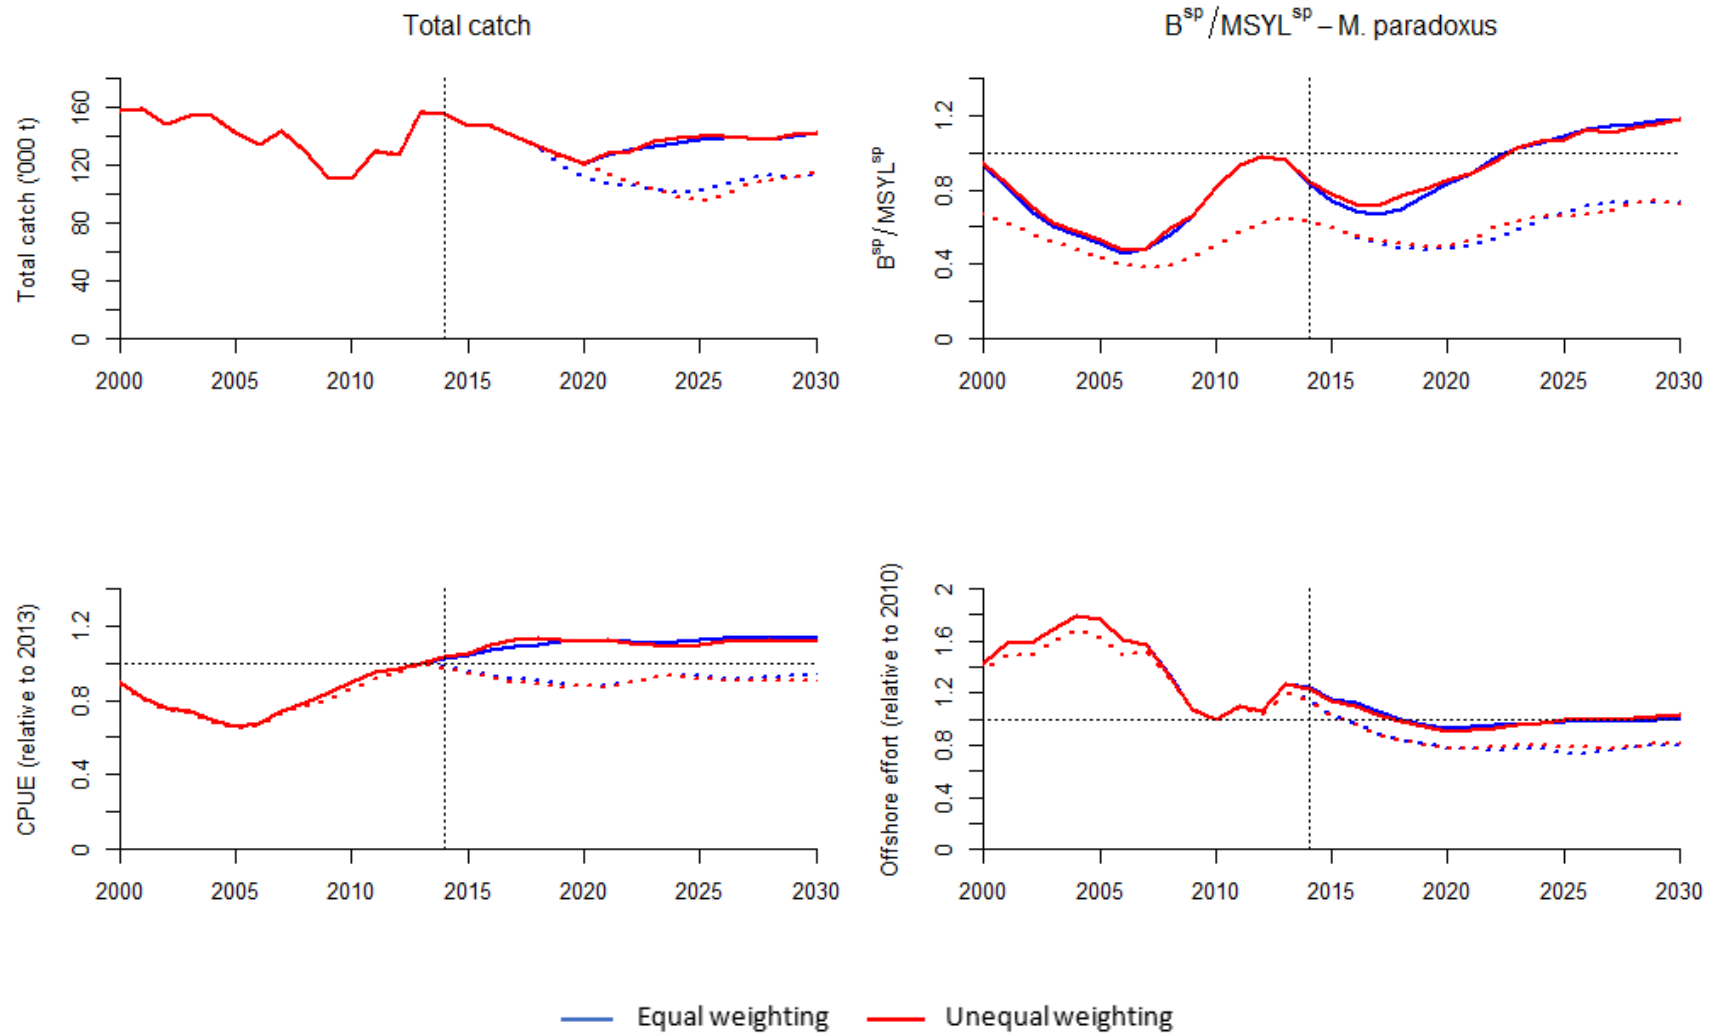 Total catch
Total catch ('000 t)
160
120
80
40
0
2000 2005 2010 2015 2020 2025 2030
B^sp / MSYL^sp – M. paradoxus
B^sp / MSYL^sp
1.2
0.8
0.4
0
2000 2005 2010 2015 2020 2025 2030
CPUE (relative to 2013)
1.2
0.8
0.4
0
2000 2005 2010 2015 2020 2025 2030
Offshore effort (relative to 2010)
2
1.6
1.2
0.8
0.4
0
2000 2005 2010 2015 2020 2025 2030
Equal weighting Unequal weighting